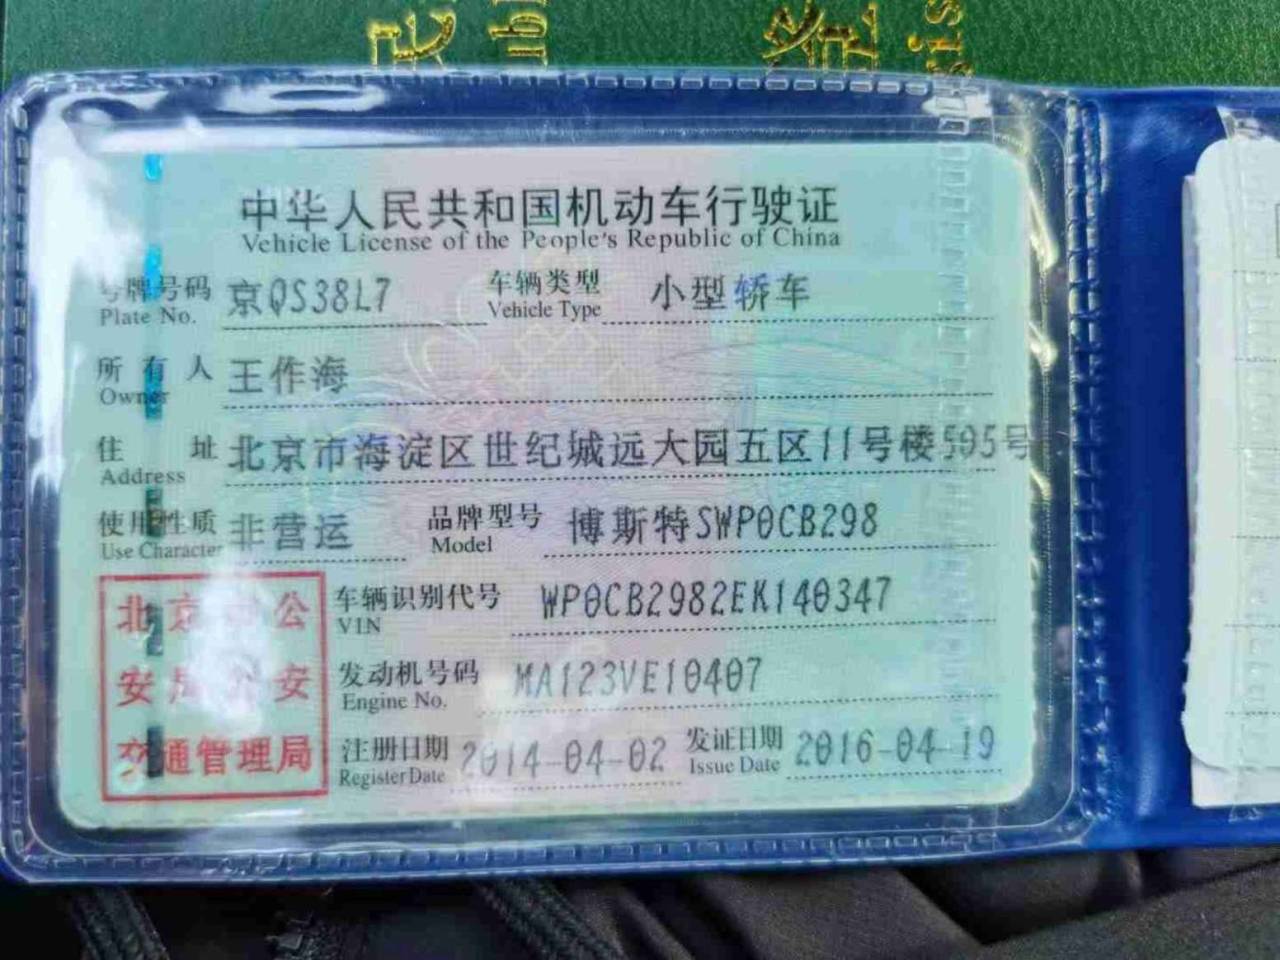 中华人民共和国机动车行驶证
Vehicle License of the People's Republic of China
号牌号码 京QS38L7 车辆类型 小型轿车
Plate No. Vehicle Type
所有人 王作海
Owner
住址 北京市海淀区世纪城远大园五区11号楼505号
Address
使用性质 非营运 品牌型号 博斯特SWP0CB298
Use Character Model
车辆识别代号 WP0CB2982EK140347
VIN
发动机号码 MA123VE10407
Engine No.
注册日期 2014-04-02 发证日期 2016-04-19
Register Date Issue Date
北京市公
安局公安
交通管理局